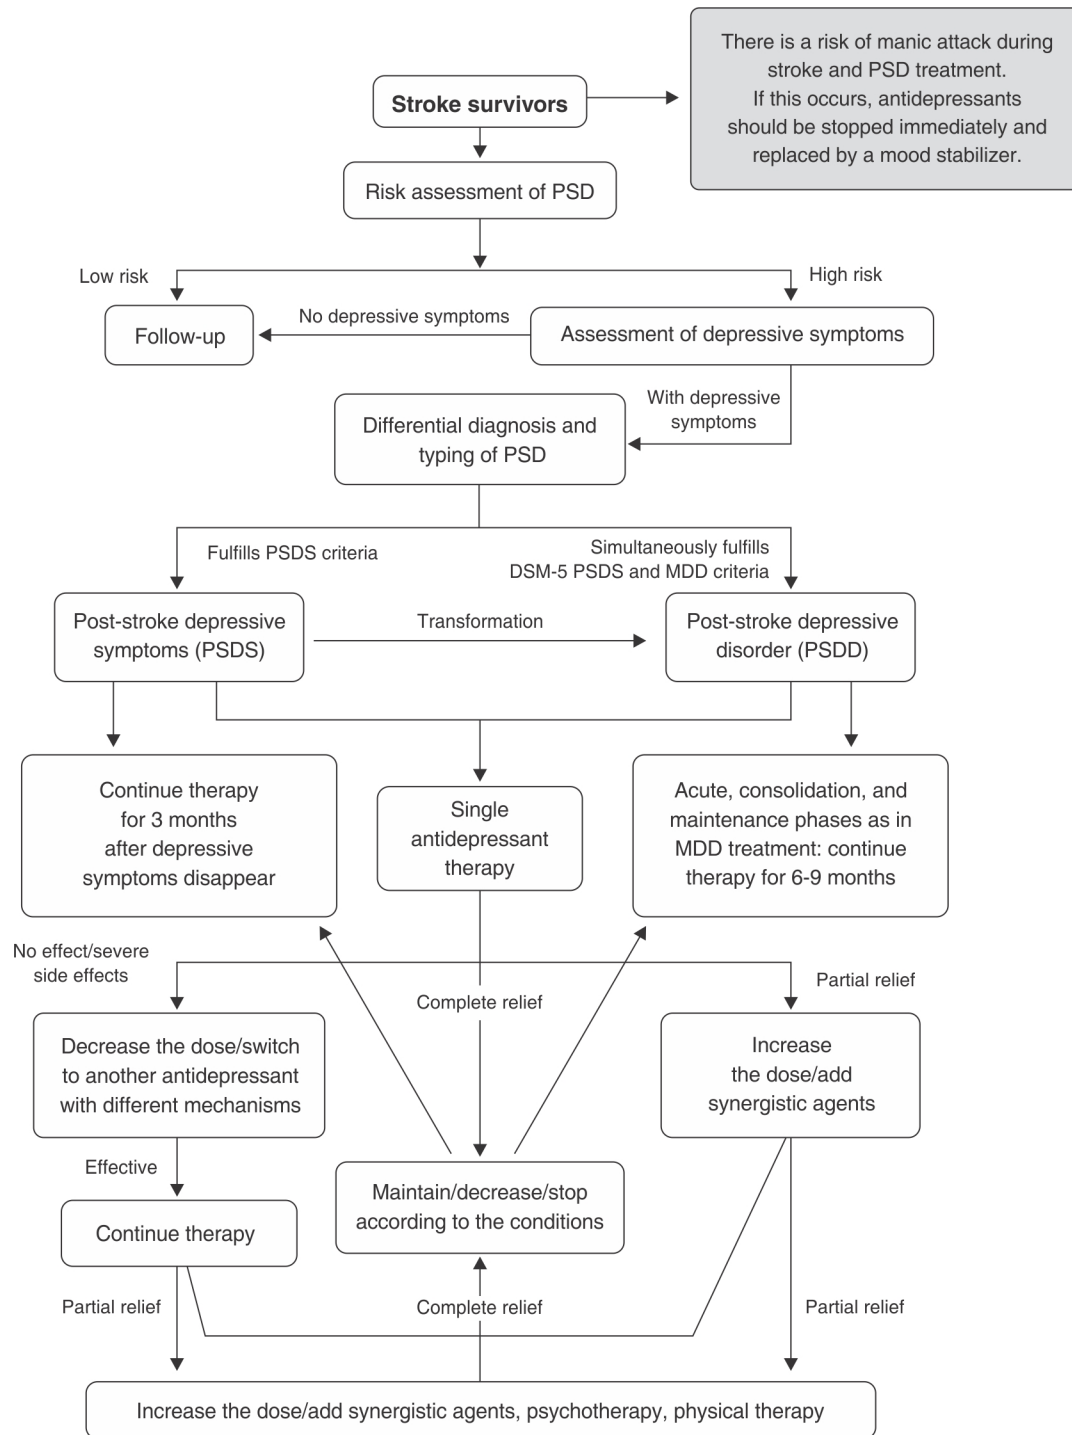 There is a risk of manic attack during
stroke and PSD treatment.
If this occurs, antidepressants
should be stopped immediately and
replaced by a mood stabilizer.
Stroke survivors
Risk assessment of PSD
Low risk
High risk
Follow-up
No depressive symptoms
Assessment of depressive symptoms
With depressive
symptoms
Differential diagnosis and
typing of PSD
Fulfills PSDS criteria
Simultaneously fulfills
DSM-5 PSDS and MDD criteria
Post-stroke depressive
symptoms (PSDS)
Transformation
Post-stroke depressive
disorder (PSDD)
Continue therapy
for 3 months
after depressive
symptoms disappear
Single
antidepressant
therapy
Acute, consolidation, and
maintenance phases as in
MDD treatment: continue
therapy for 6-9 months
No effect/severe
side effects
Complete relief
Partial relief
Decrease the dose/switch
to another antidepressant
with different mechanisms
Increase
the dose/add
synergistic agents
Effective
Continue therapy
Maintain/decrease/stop
according to the conditions
Partial relief
Complete relief
Partial relief
Increase the dose/add synergistic agents, psychotherapy, physical therapy